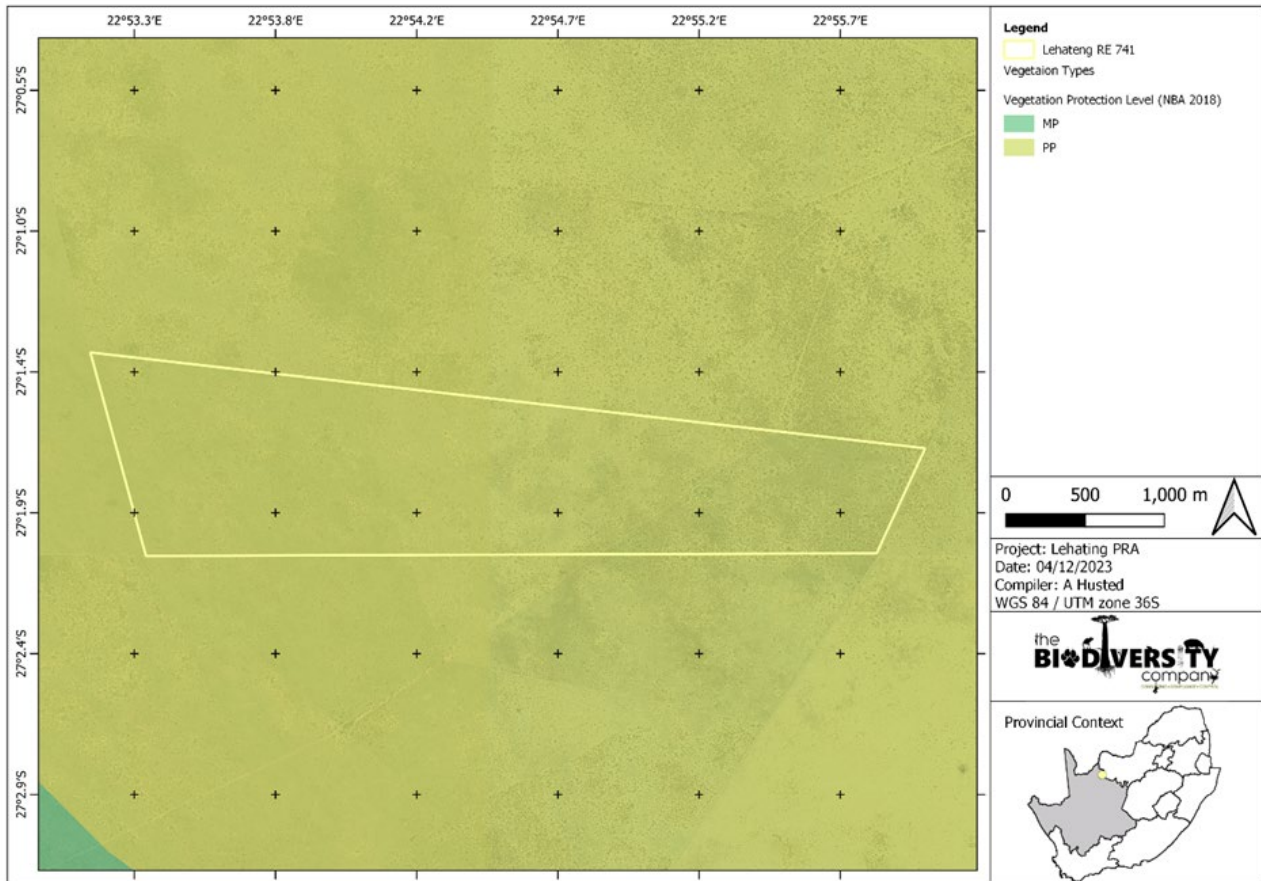 22°53.3'E 22°53.8'E 22°54.2'E 22°54.7'E 22°55.2'E 22°55.7'E
27°0.5'S
27°1.0'S
27°1.4'S
27°1.9'S
27°2.4'S
27°2.9'S
Legend
Lehateng RE 741
Vegetaion Types
Vegetation Protection Level (NBA 2018)
MP
PP
0 500 1,000 m
Project: Lehating PRA
Date: 04/12/2023
Compiler: A Husted
WGS 84 / UTM zone 36S
the
BIODIVERSITY
company
Provincial Context